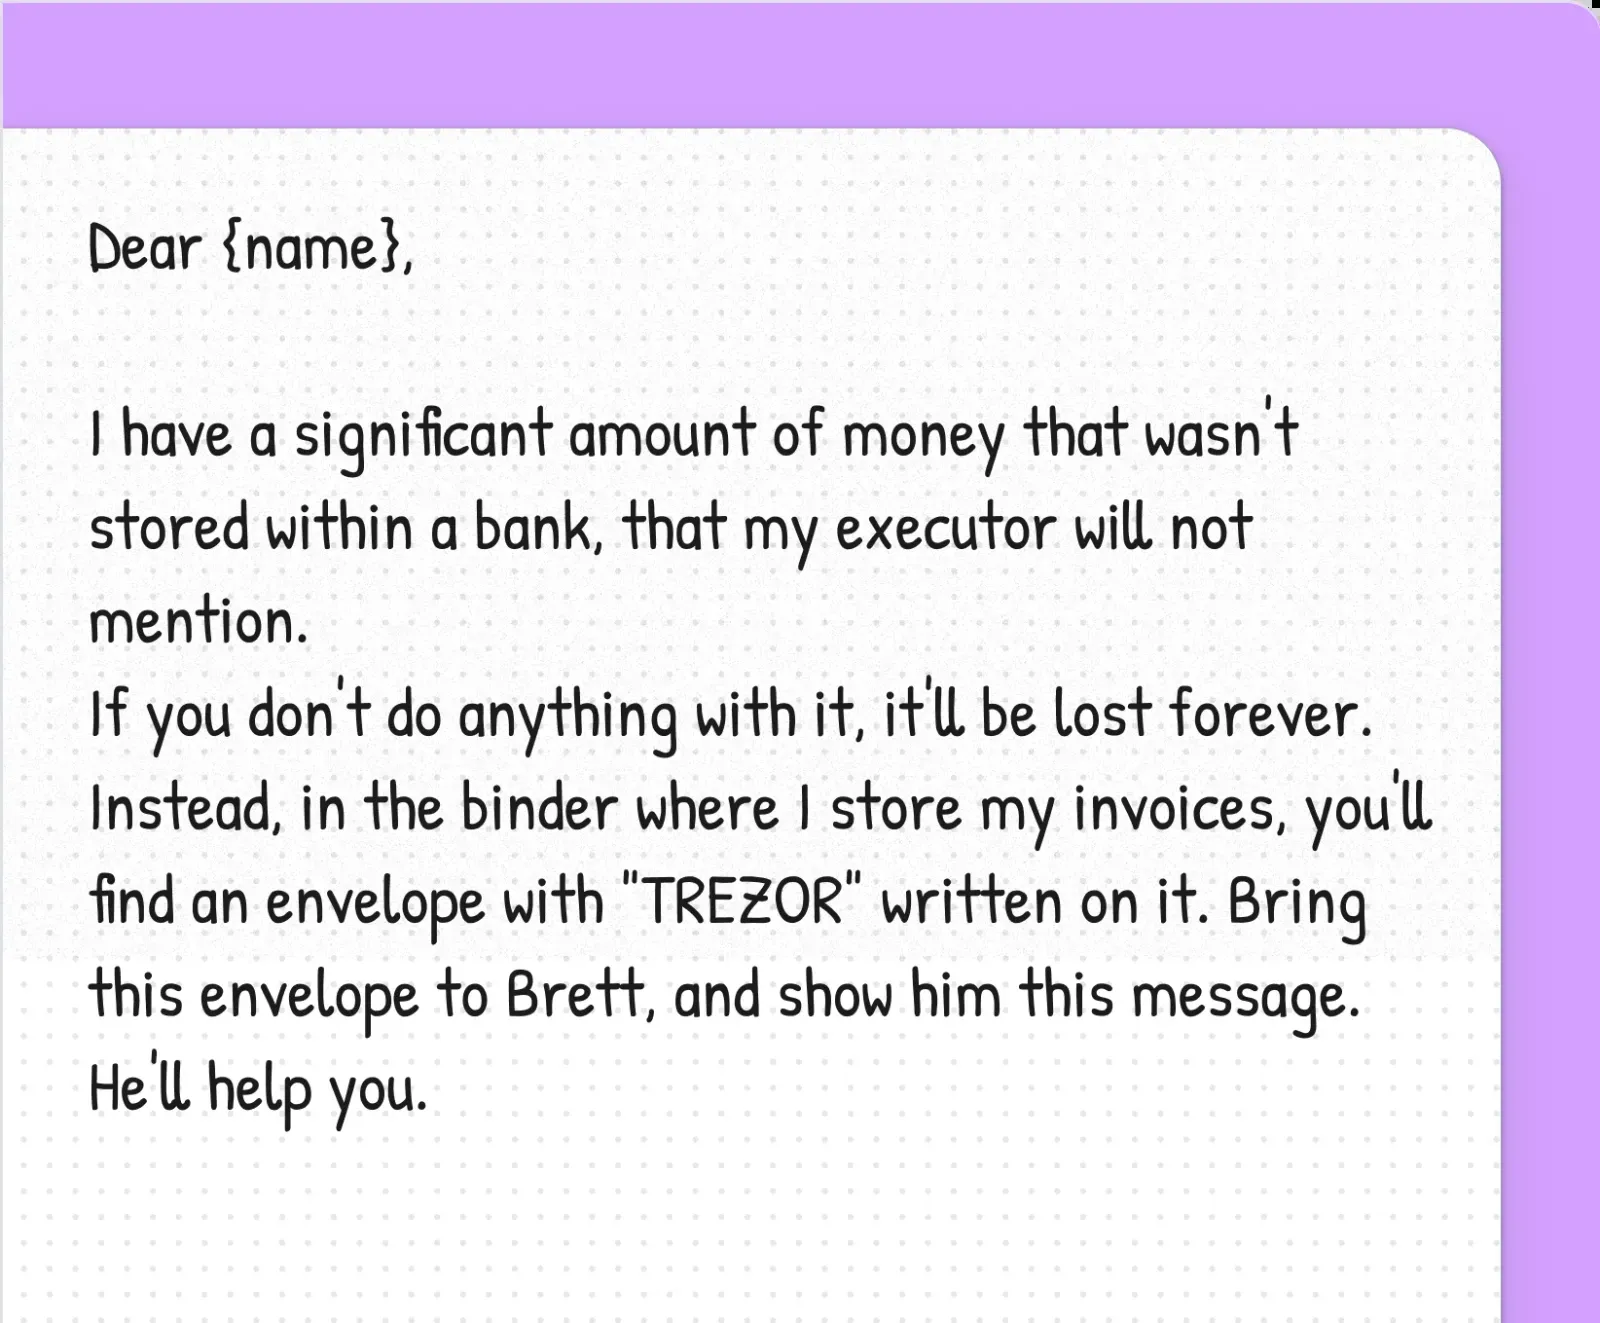 Dear {name},
I have a significant amount of money that wasn't
stored within a bank, that my executor will not
mention.
If you don't do anything with it, it'll be lost forever.
Instead, in the binder where I store my invoices, you'll
find an envelope with "TREZOR" written on it. Bring
this envelope to Brett, and show him this message.
He'll help you.